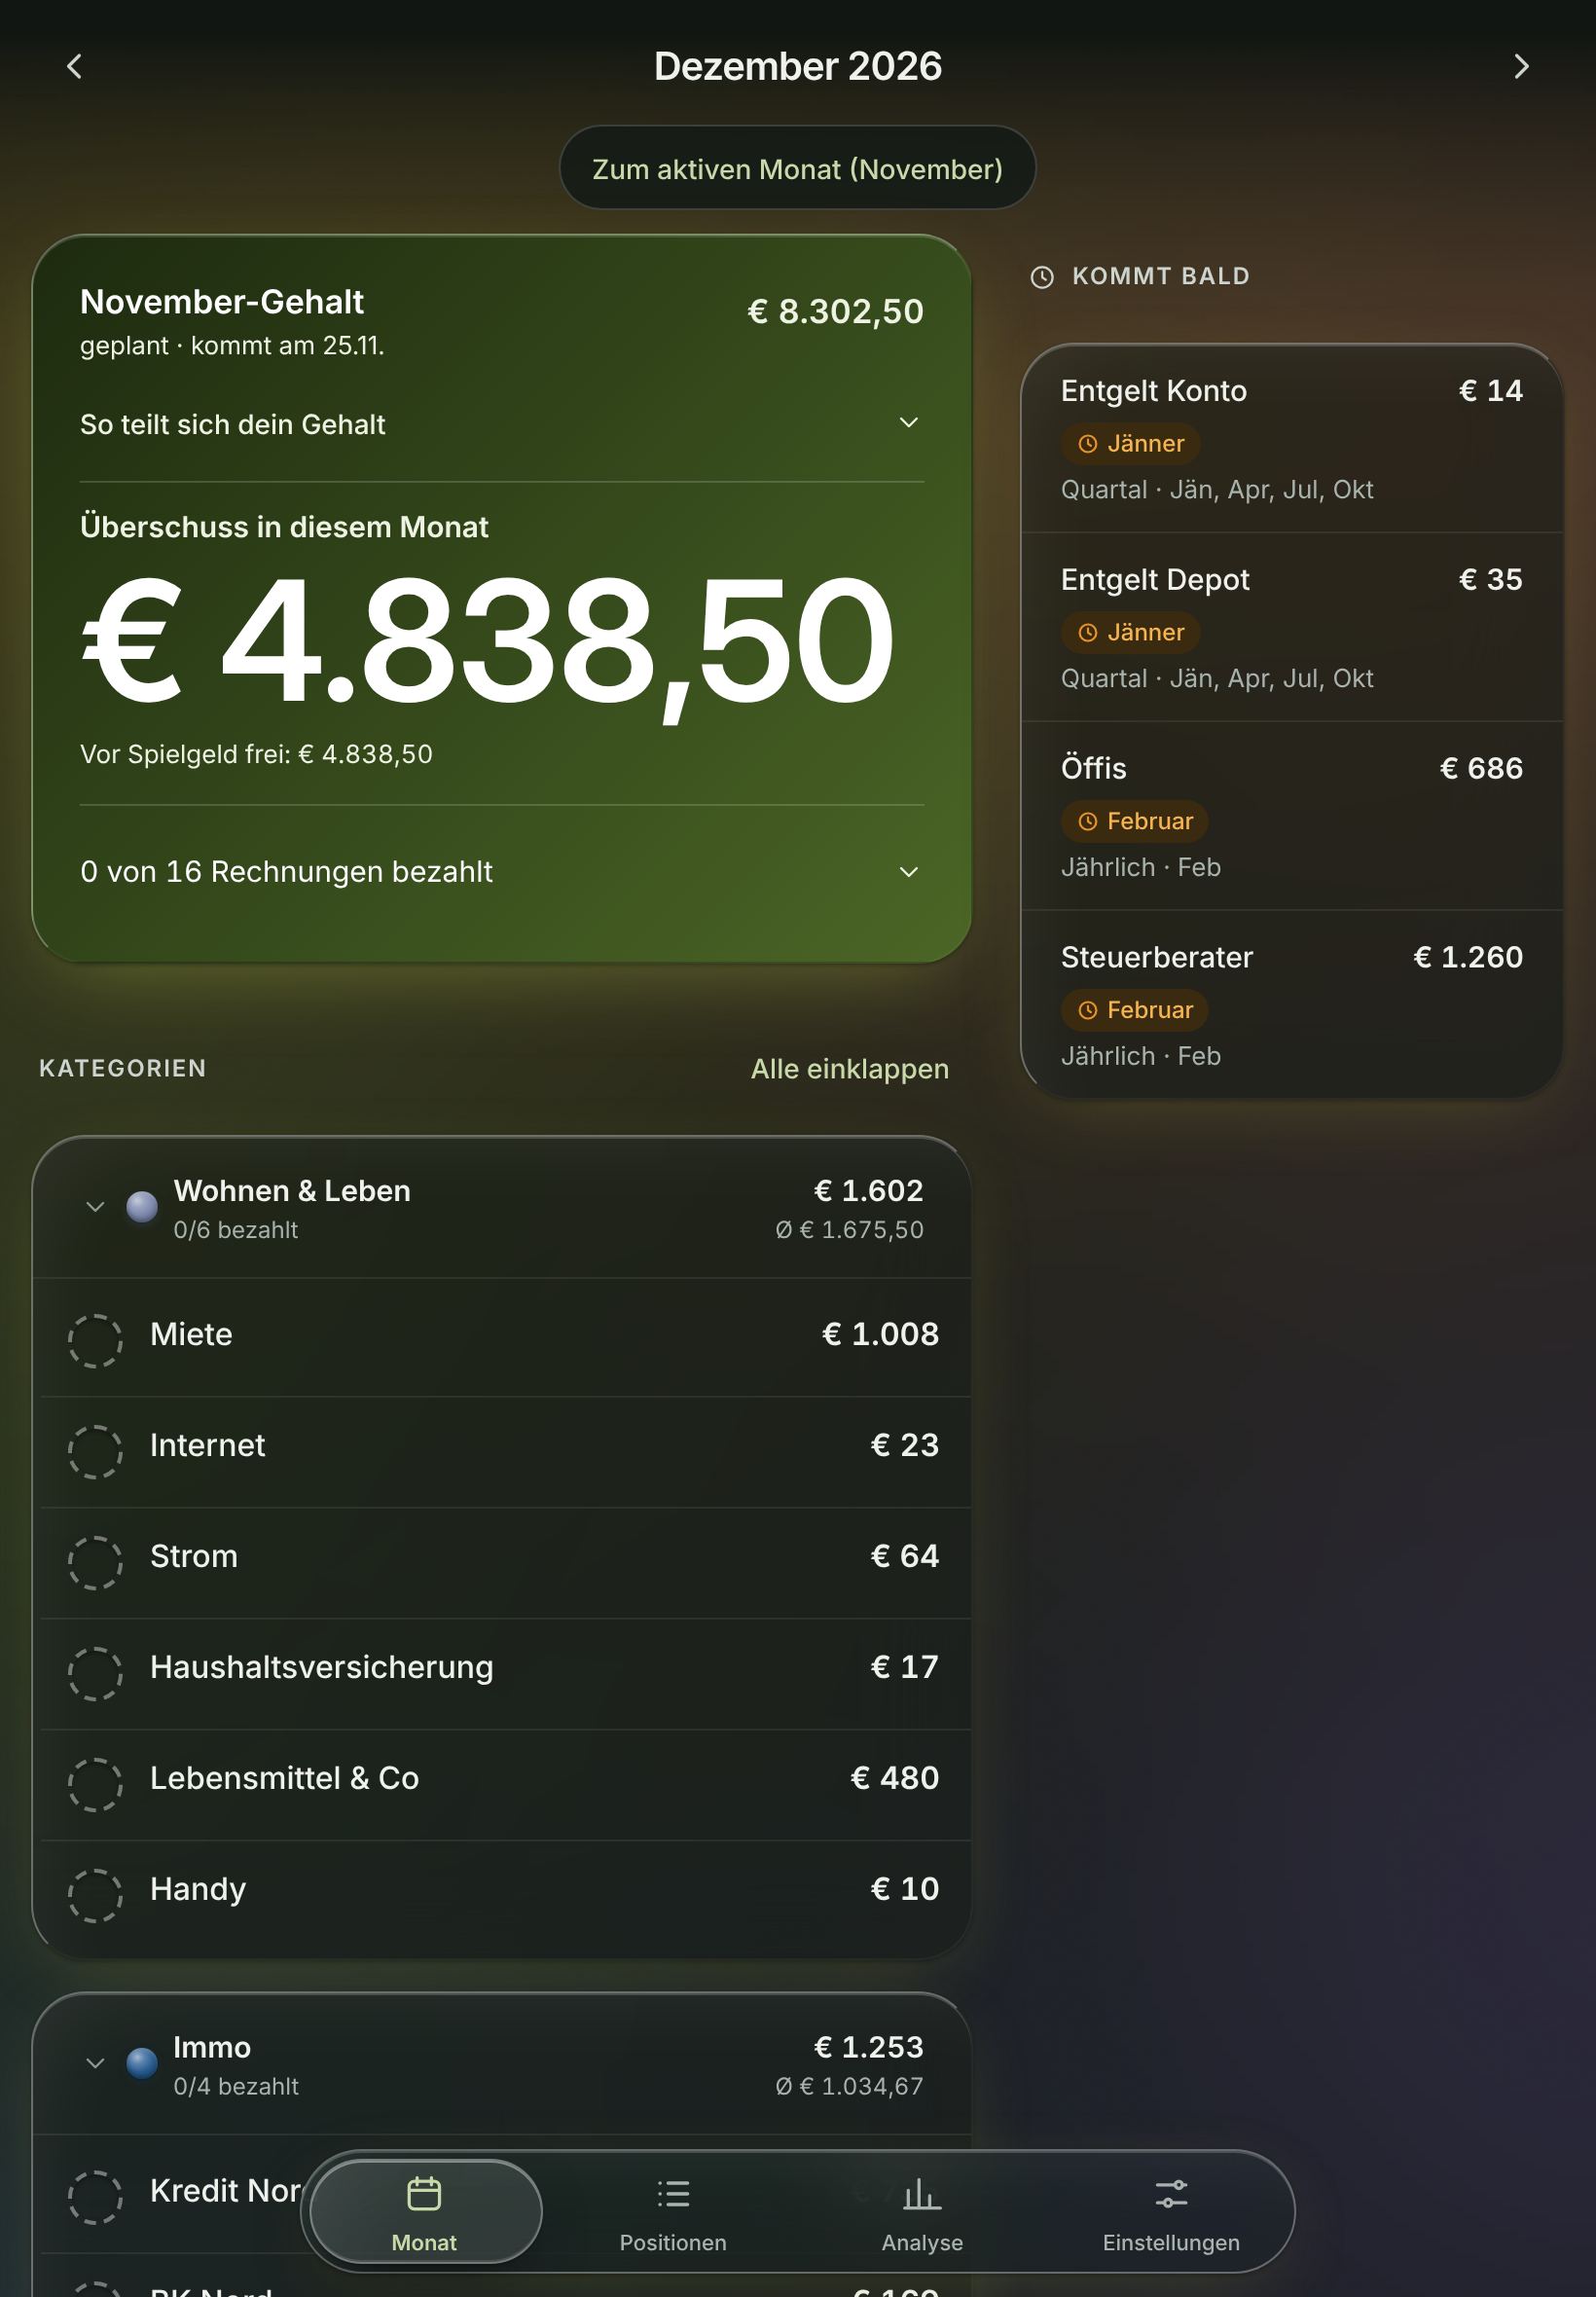 Dezember 2026
Zum aktiven Monat (November)
November-Gehalt
€ 8.302,50
geplant · kommt am 25.11.
So teilt sich dein Gehalt
Überschuss in diesem Monat
€ 4.838,50
Vor Spielgeld frei: € 4.838,50
0 von 16 Rechnungen bezahlt
KOMMT BALD
Entgelt Konto € 14
Jänner
Quartal · Jän, Apr, Jul, Okt
Entgelt Depot € 35
Jänner
Quartal · Jän, Apr, Jul, Okt
Öffis € 686
Februar
Jährlich · Feb
Steuerberater € 1.260
Februar
Jährlich · Feb
KATEGORIEN Alle einklappen
Wohnen & Leben € 1.602
0/6 bezahlt Ø € 1.675,50
Miete € 1.008
Internet € 23
Strom € 64
Haushaltsversicherung € 17
Lebensmittel & Co € 480
Handy € 10
Immo € 1.253
0/4 bezahlt Ø € 1.034,67
Kredit
Monat Positionen Analyse Einstellungen